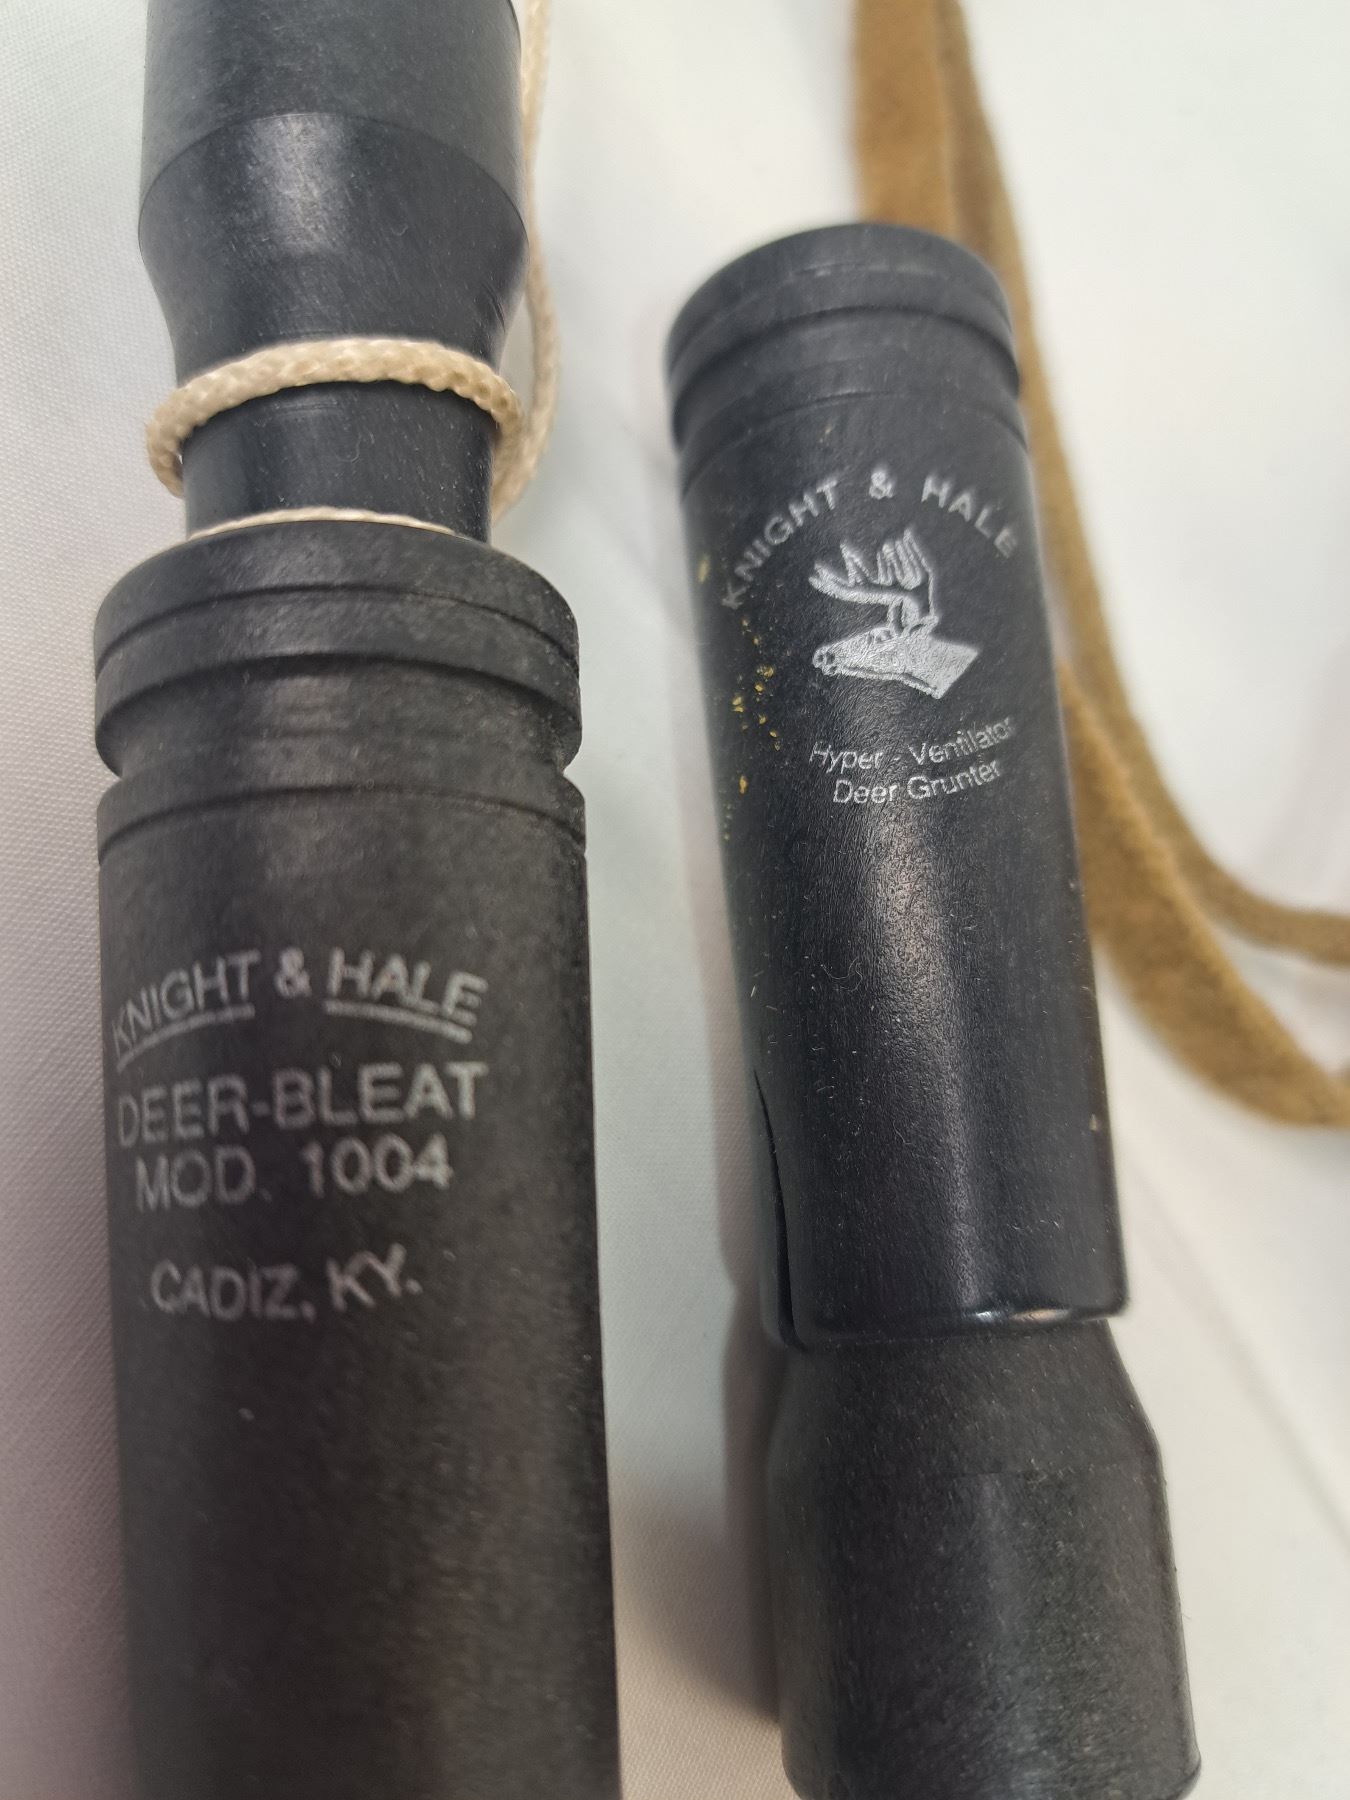 KNIGHT & HALE
DEER-BLEAT
MOD. 1004
CADIZ, KY.
KNIGHT & HALE
Hyper - Ventilator
Deer Grunter